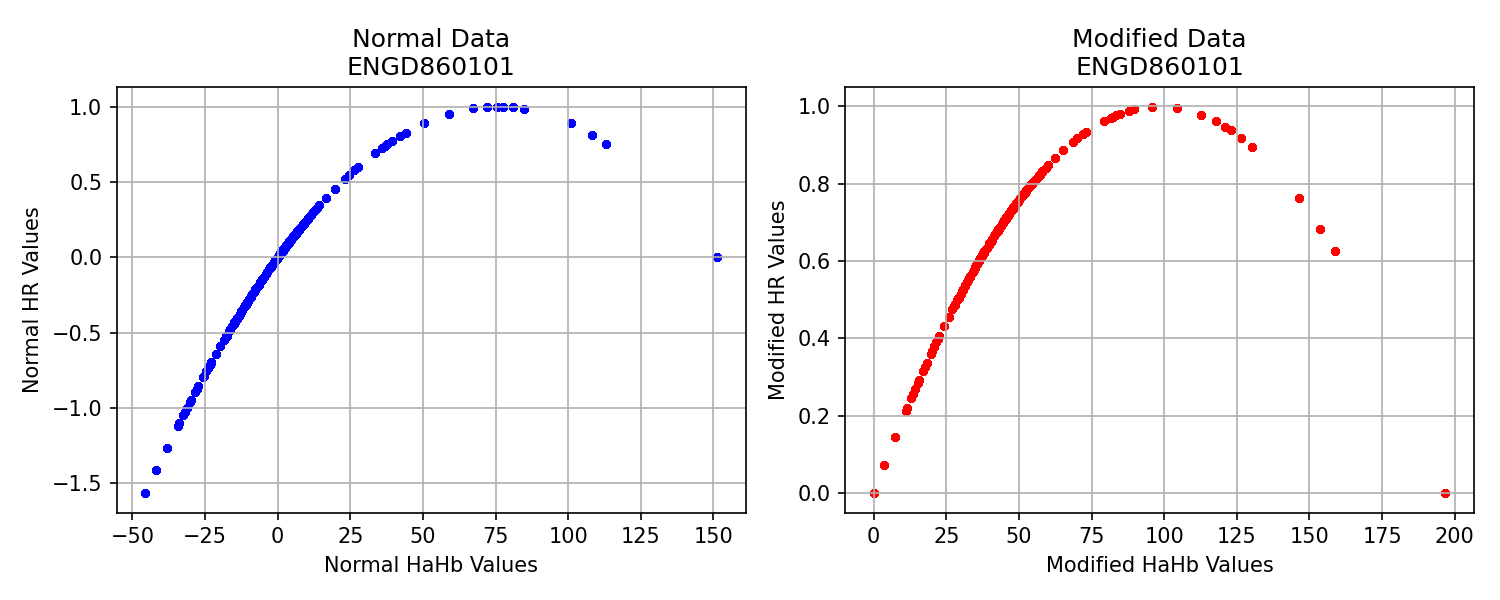 Normal Data
ENGD860101
Normal HR Values
1.0
0.5
0.0
−0.5
−1.0
−1.5
−50 −25 0 25 50 75 100 125 150
Normal HaHb Values
Modified Data
ENGD860101
Modified HR Values
1.0
0.8
0.6
0.4
0.2
0.0
0 25 50 75 100 125 150 175 200
Modified HaHb Values